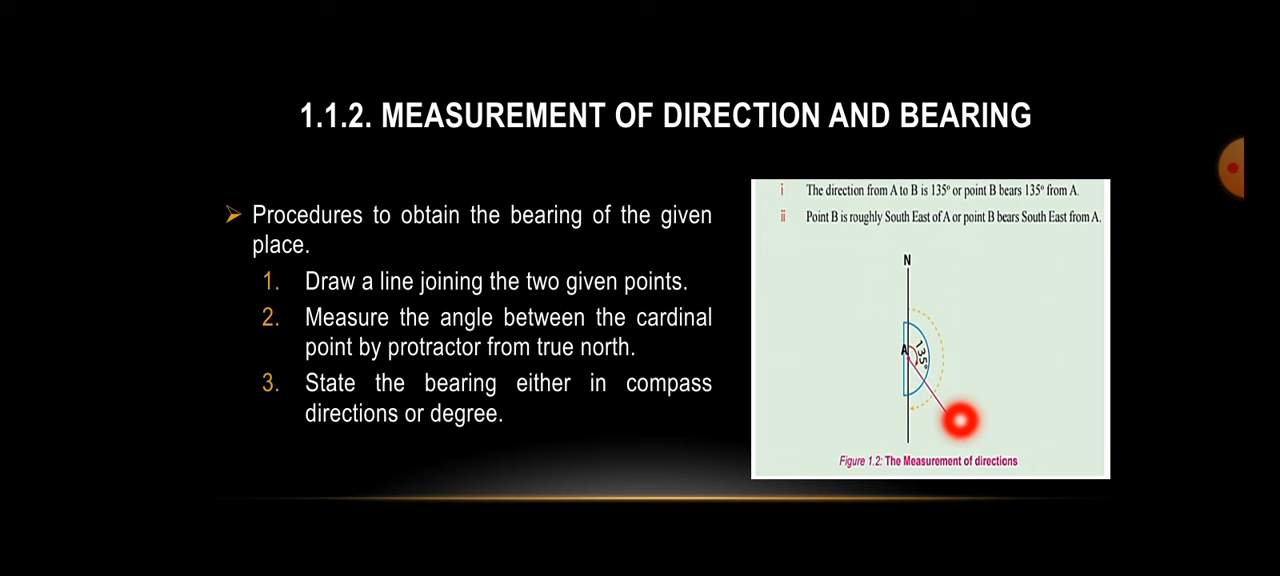 1.1.2. MEASUREMENT OF DIRECTION AND BEARING
Procedures to obtain the bearing of the given
place.
1. Draw a line joining the two given points.
2. Measure the angle between the cardinal
point by protractor from true north.
3. State the bearing either in compass
directions or degree.
i The direction from A to B is 135° or point B bears 135° from A.
ii Point B is roughly South East of A or point B bears South East from A.
N
A
135°
Figure 1.2: The Measurement of directions